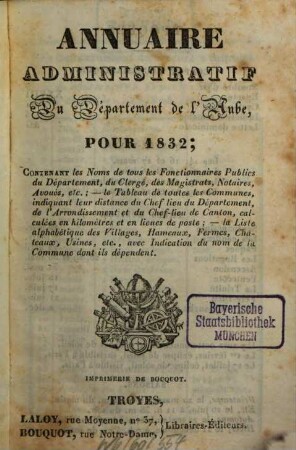 ANNUAIRE
ADMINISTRATIF
Du Département de l'Aube,
POUR 1832;
CONTENANT les Noms de tous les Fonctionnaires Publics
du Département, du Clergé, des Magistrats, Notaires,
Avoués, etc.; — le Tableau de toutes les Communes,
indiquant leur distance du Chef lieu du Département,
de l'Arrondissement et du Chef-lieu de Canton, cal-
culées en kilomètres et en lieues de poste; — la Liste
alphabétique des Villages, Hameaux, Fermes, Châ-
teaux, Usines, etc., avec Indication du nom de la
Commune dont ils dépendent.
Bayerische
Staatsbibliothek
MÜNCHEN
IMPRIMERIE DE BOUQUOT.
TROYES,
LALOY, rue Moyenne, nº 37,
BOUQUOT, rue Notre-Dame,
Libraires-Éditeurs.